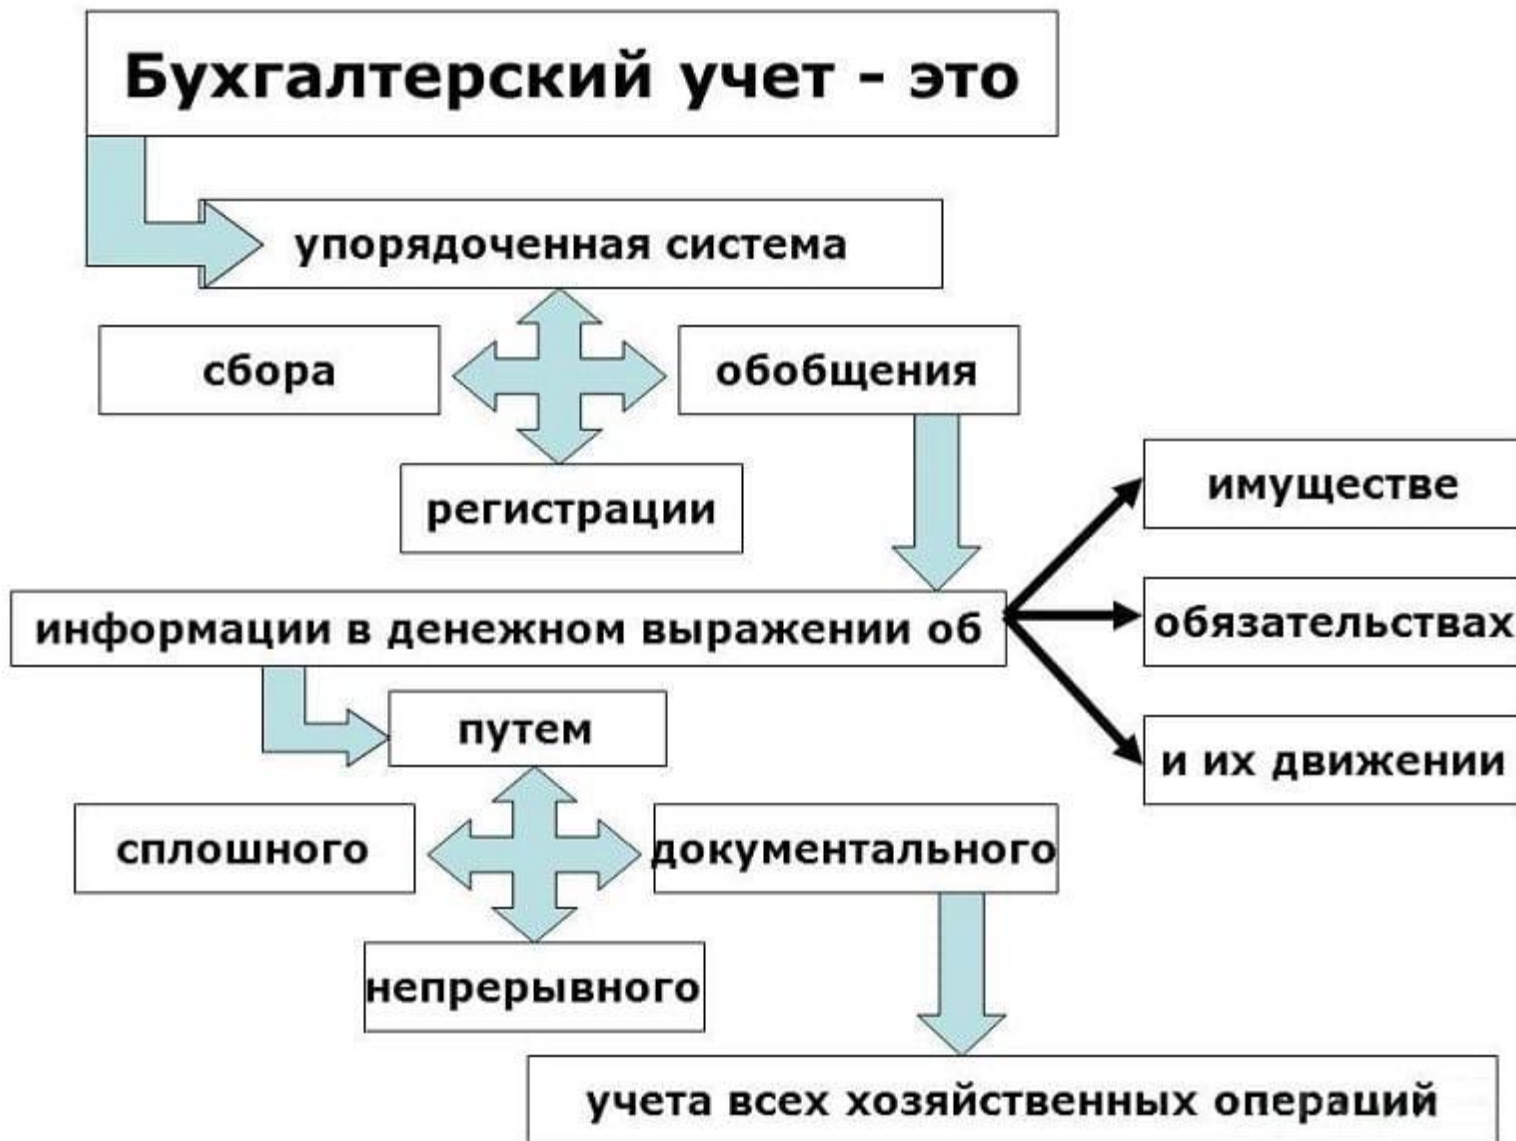 Бухгалтерский учет - это
упорядоченная система
сбора
обобщения
регистрации
имуществе
информации в денежном выражении об
обязательствах
и их движении
путем
сплошного
документального
непрерывного
учета всех хозяйственных операций